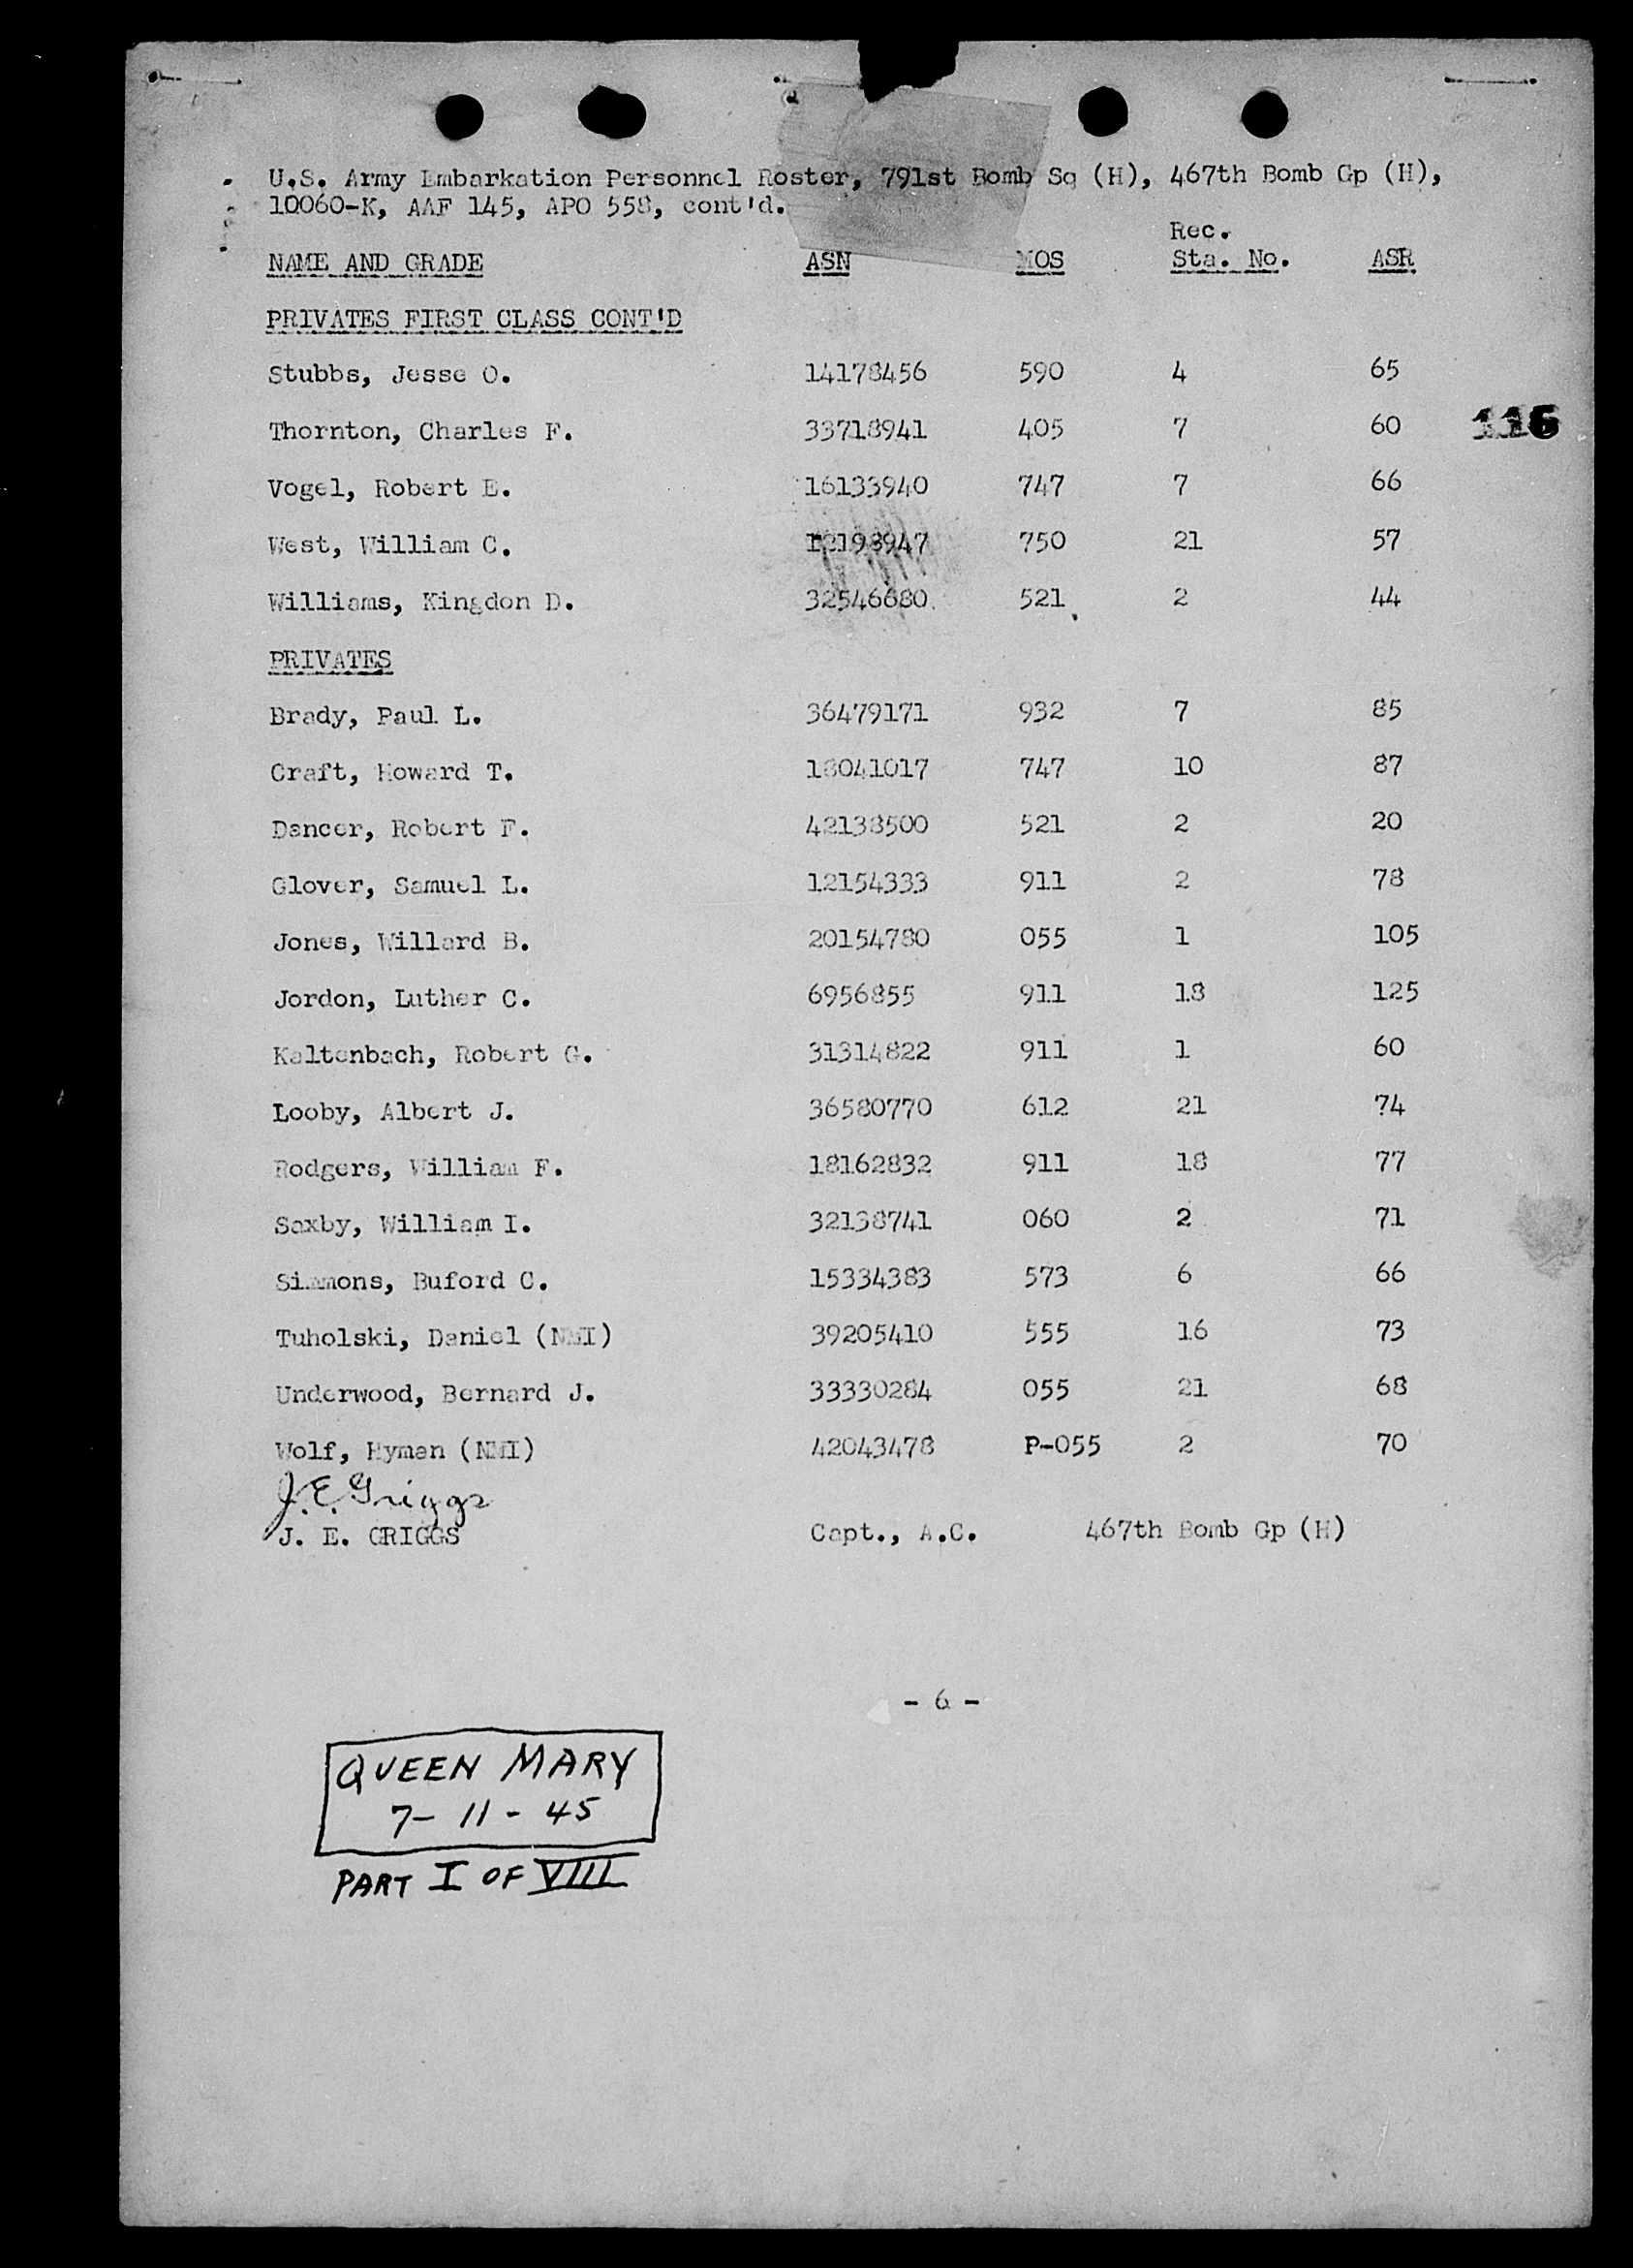 U.S. Army Embarkation Personnel Roster, 791st Bomb Sq (H), 467th Bomb Gp (H),
10060-K, AAF 145, APO 558, cont'd.
Rec.
NAME AND GRADE ASN MOS Sta. No. ASR
PRIVATES FIRST CLASS CONT'D
Stubbs, Jesse O. 14178456 590 4 65
Thornton, Charles F. 33718941 405 7 60
116
Vogel, Robert E. 16133940 747 7 66
West, William C. 750 21 57
Williams, Kingdon D. 32546680 521 2 44
PRIVATES
Brady, Paul L. 36479171 932 7 85
Craft, Howard T. 18041017 747 10 87
Dancer, Robert F. 42138500 521 2 20
Glover, Samuel L. 12154333 911 2 78
Jones, Willard B. 20154780 055 1 105
Jordon, Luther C. 6956855 911 18 125
Kaltenbach, Robert G. 31314822 911 1 60
Looby, Albert J. 36580770 612 21 74
Rodgers, William F. 18162832 911 18 77
Saxby, William I. 32138741 060 2 71
Simmons, Buford C. 15334383 573 6 66
Tuholski, Daniel (NMI) 39205410 555 16 73
Underwood, Bernard J. 33330284 055 21 68
Wolf, Hyman (NMI) 42043478 P-055 2 70
J.E. Griggs
J. E. GRIGGS Capt., A.C. 467th Bomb Gp (H)
- 6 -
QUEEN MARY
7-11-45
PART I OF VIII